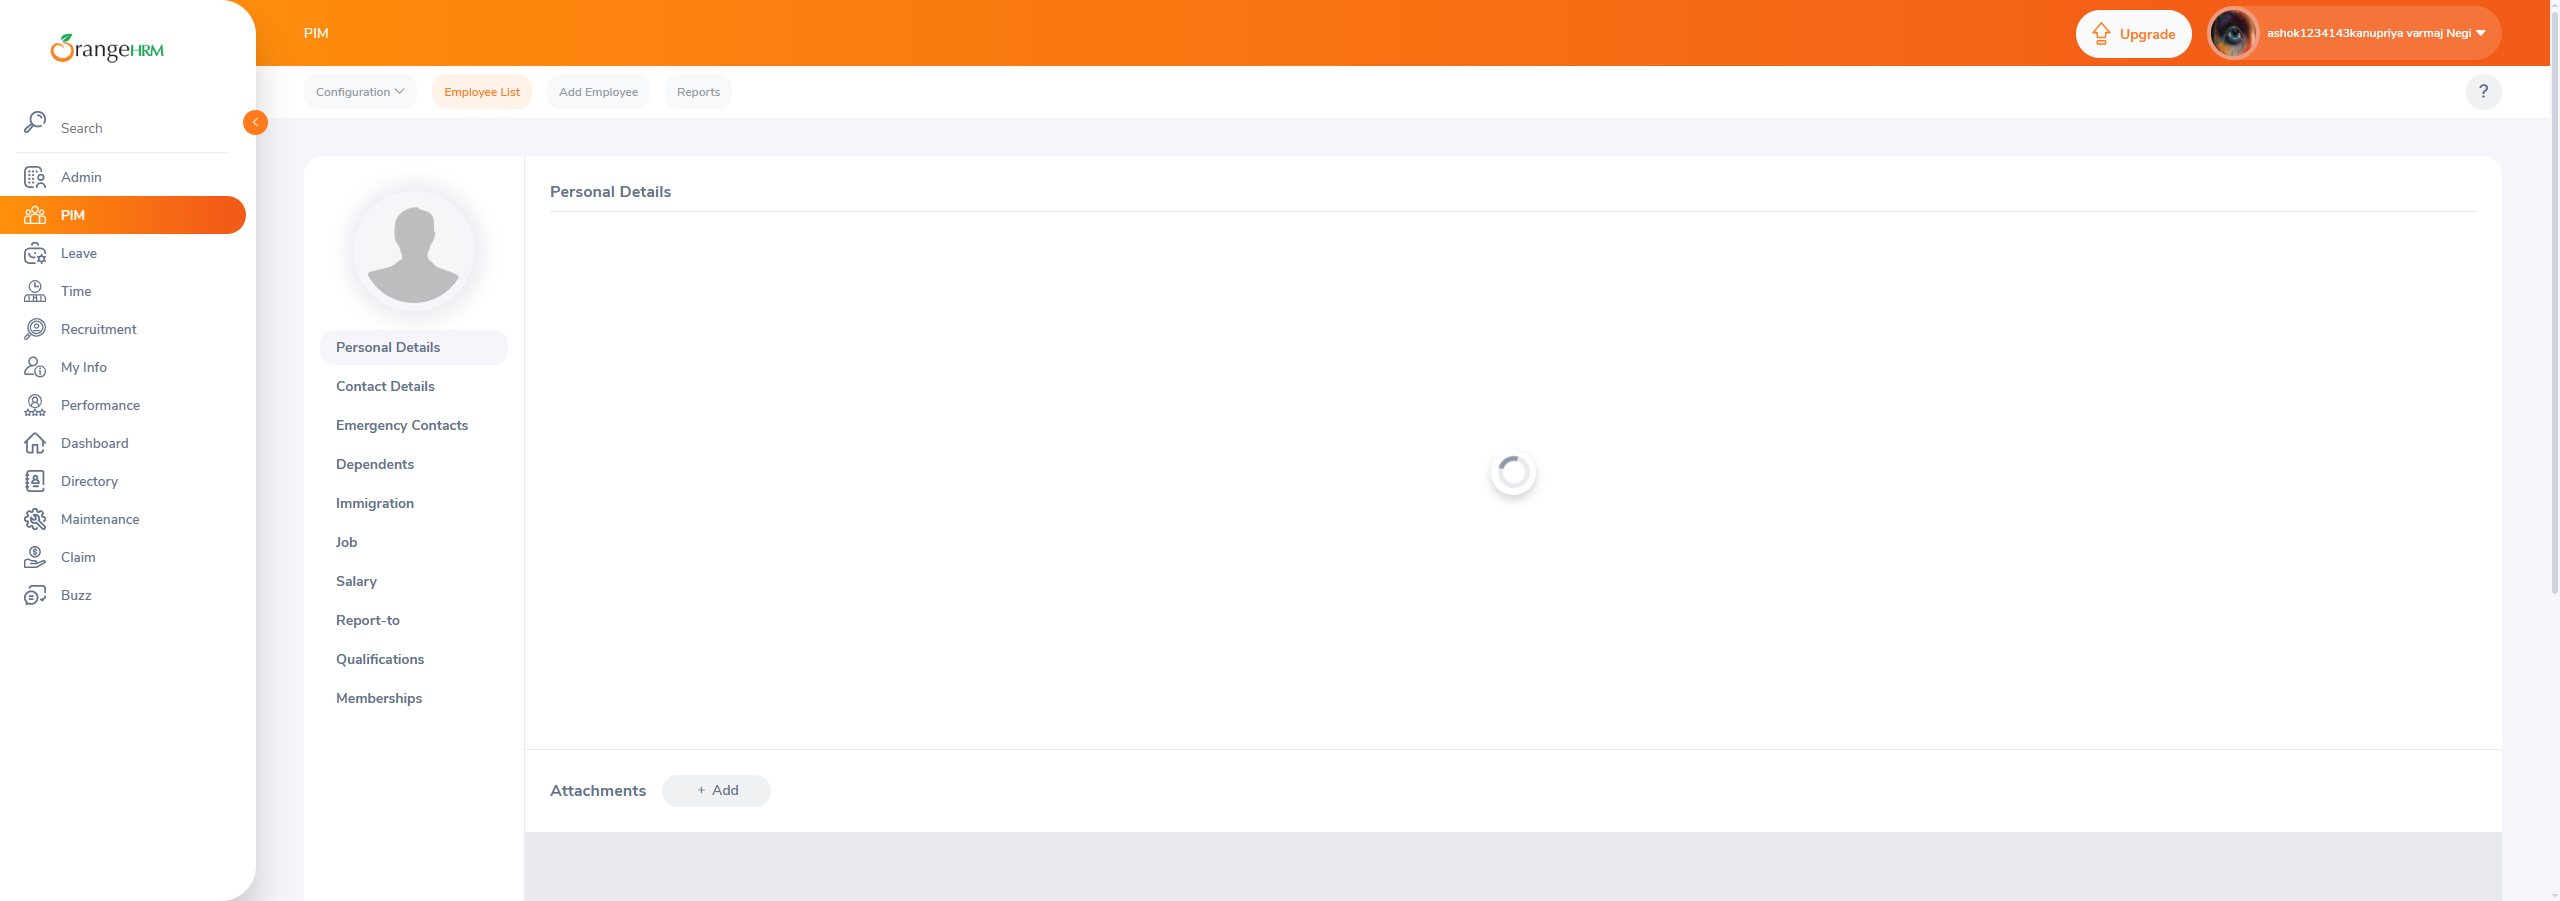 OrangeHRM
Search
Admin
PIM
Leave
Time
Recruitment
My Info
Performance
Dashboard
Directory
Maintenance
Claim
Buzz
PIM
Upgrade
ashok1234143kanupriya varmaj Negi
Configuration
Employee List
Add Employee
Reports
?
Personal Details
Contact Details
Emergency Contacts
Dependents
Immigration
Job
Salary
Report-to
Qualifications
Memberships
Personal Details
Attachments
+ Add